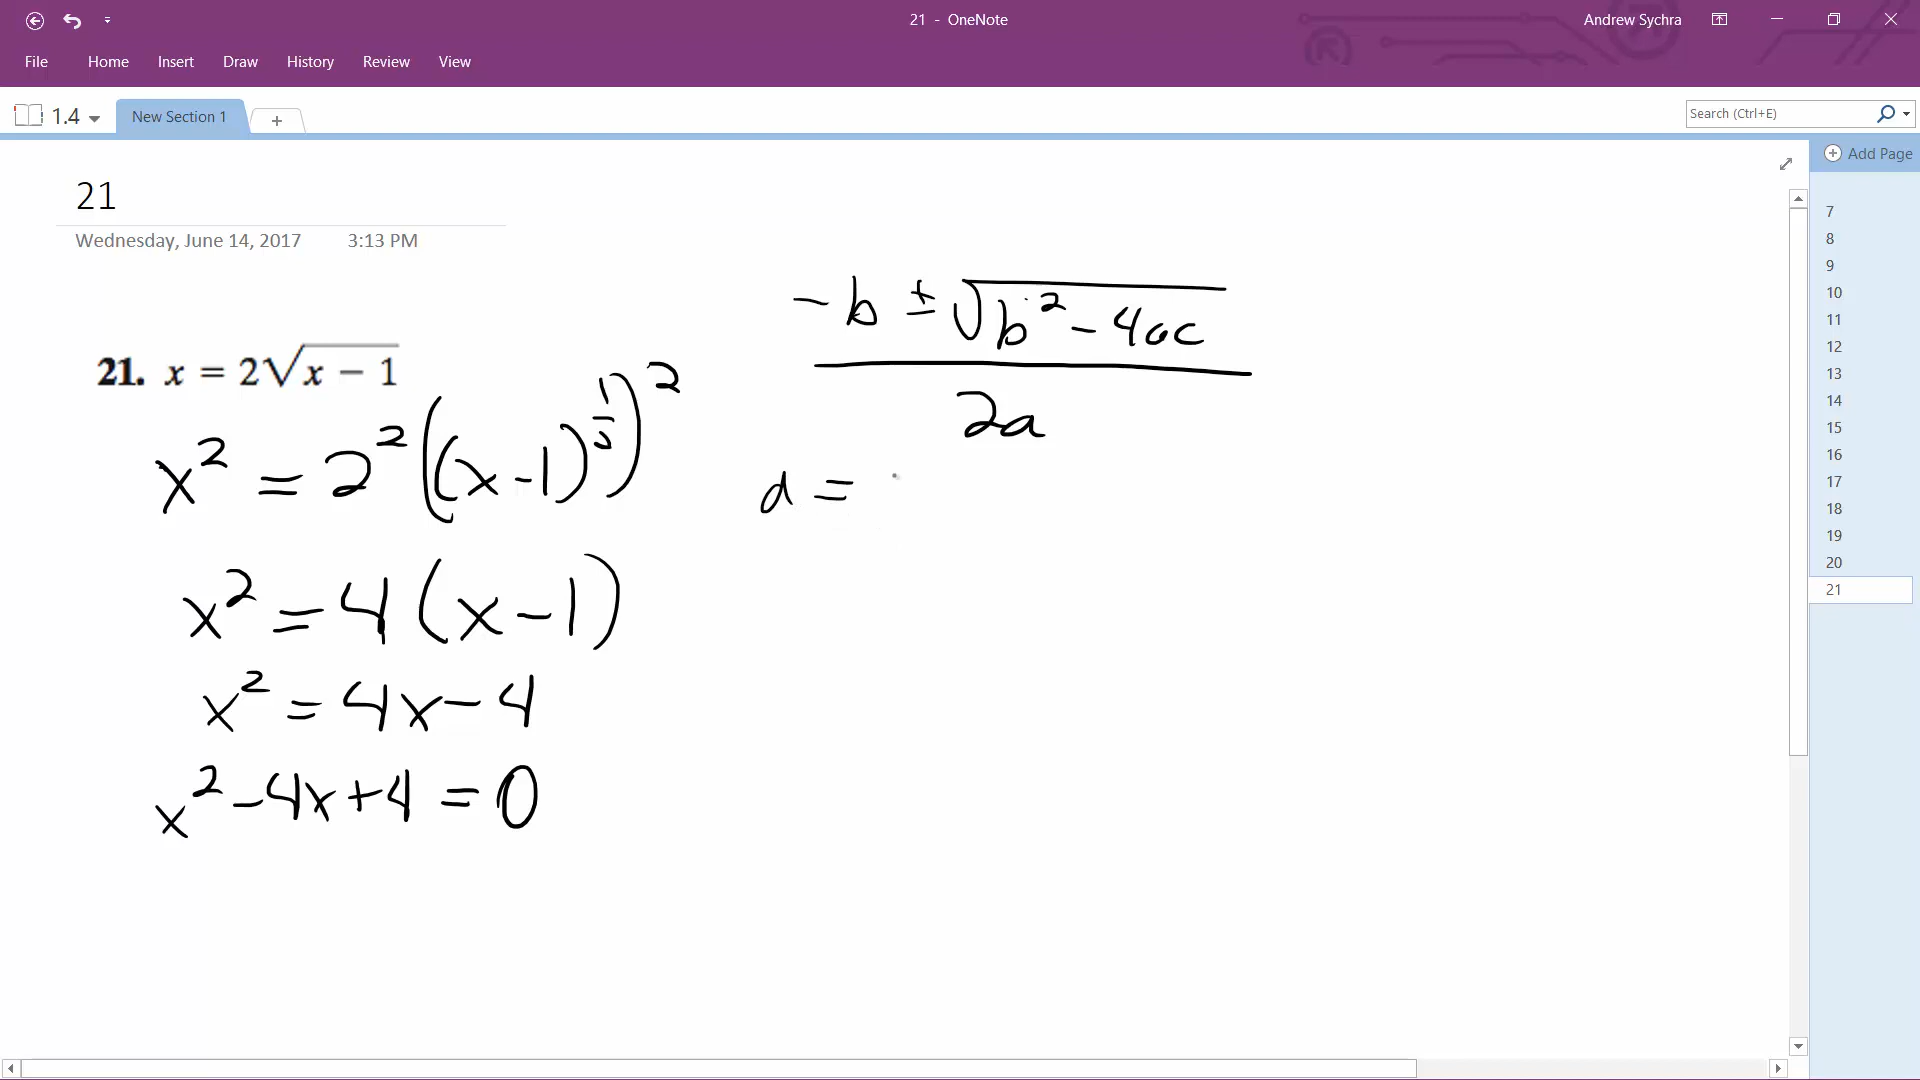 21 - OneNote
Andrew Sychra
File Home Insert Draw History Review View
1.4
New Section 1
+
Search (Ctrl+E)
Add Page
21
Wednesday, June 14, 2017 3:13 PM
21. x = 2√(x − 1)
x² = 2²((x-1)^(1/2))²
x² = 4(x-1)
x² = 4x-4
x²-4x+4 = 0
-b ± √(b²-4ac)
2a
a =
7
8
9
10
11
12
13
14
15
16
17
18
19
20
21